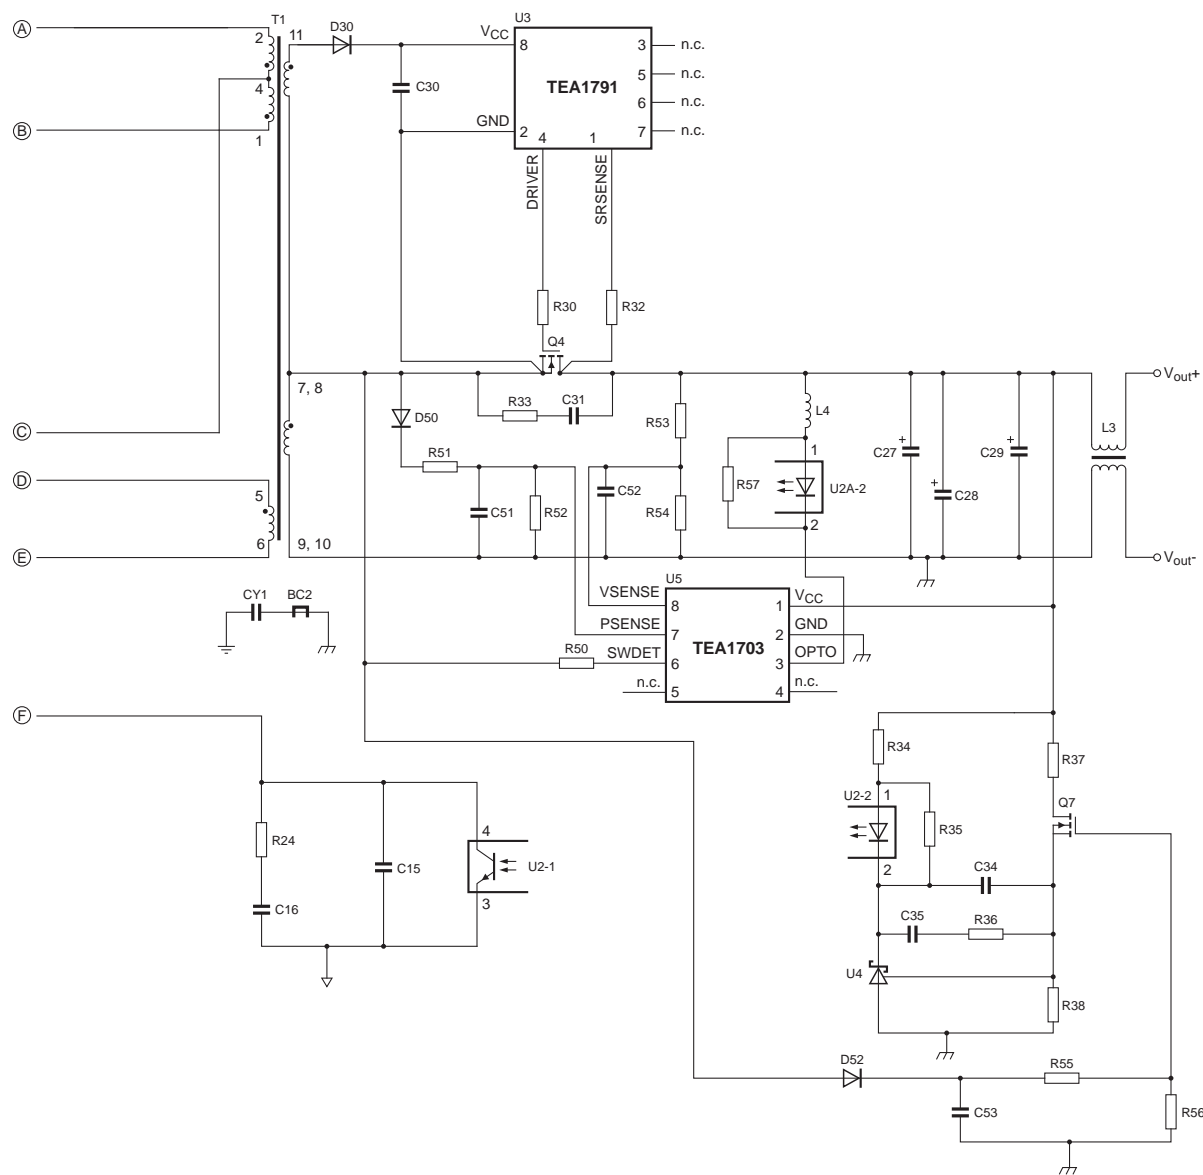 T1
U3
A
2
11
D30
VCC
8
3
n.c.
5
n.c.
C30
TEA1791
4
6
n.c.
GND
B
2
7
n.c.
1
4
1
DRIVER
SRSENSE
R30
R32
Q4
7, 8
Vout+
D50
R33
C31
L4
R53
L3
C
R51
1
C27
+
C29
+
D
5
C51
R52
C52
R54
R57
U2A-2
+
C28
2
E
6
9, 10
Vout-
U5
VSENSE
8
1
VCC
CY1
BC2
PSENSE
7
2
GND
TEA1703
R50
SWDET
6
3
OPTO
n.c.
5
4
n.c.
F
R34
R37
U2-2
1
Q7
R24
4
R35
C15
U2-1
2
C34
C16
3
C35
R36
U4
R38
D52
R55
C53
R56